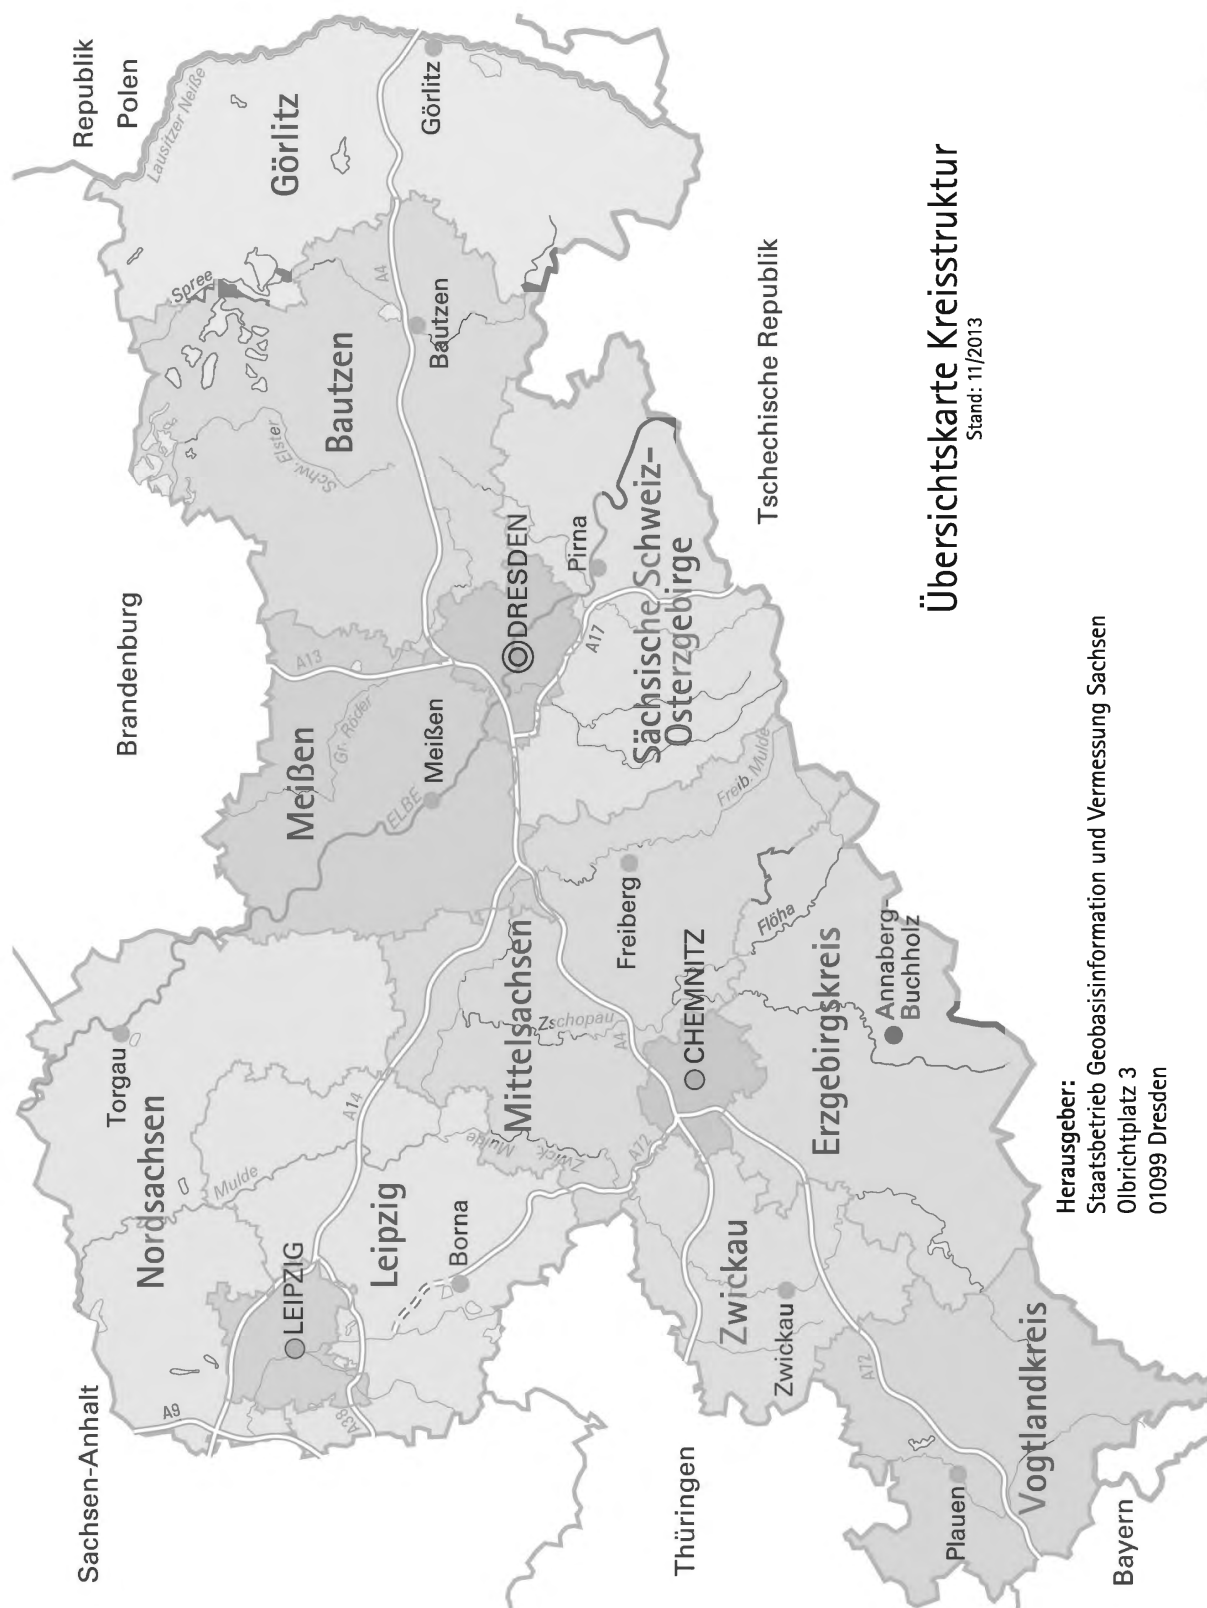 Sachsen-Anhalt
Brandenburg
Republik
Polen
Lausitzer Neiße
A9
Nordsachsen
Torgau
Mulde
LEIPZIG
A38
Leipzig
Borna
A14
Meißen
Gr. Röder
A13
ELBE
Meißen
Spree
Schw. Elster
Bautzen
A4
Bautzen
Görlitz
Görlitz
Mittelsachsen
Zwick.
Mulde
Zschopau
A4
A72
Freiberg
Freib. Mulde
DRESDEN
A17
Pirna
Sächsische Schweiz-
Osterzgebirge
Thüringen
Zwickau
Zwickau
CHEMNITZ
Flöha
Erzgebirgskreis
Annaberg-
Buchholz
A72
Plauen
Vogtlandkreis
Bayern
Tschechische Republik
Übersichtskarte Kreisstruktur
Stand: 11/2013
Herausgeber:
Staatsbetrieb Geobasisinformation und Vermessung Sachsen
Olbrichtplatz 3
01099 Dresden